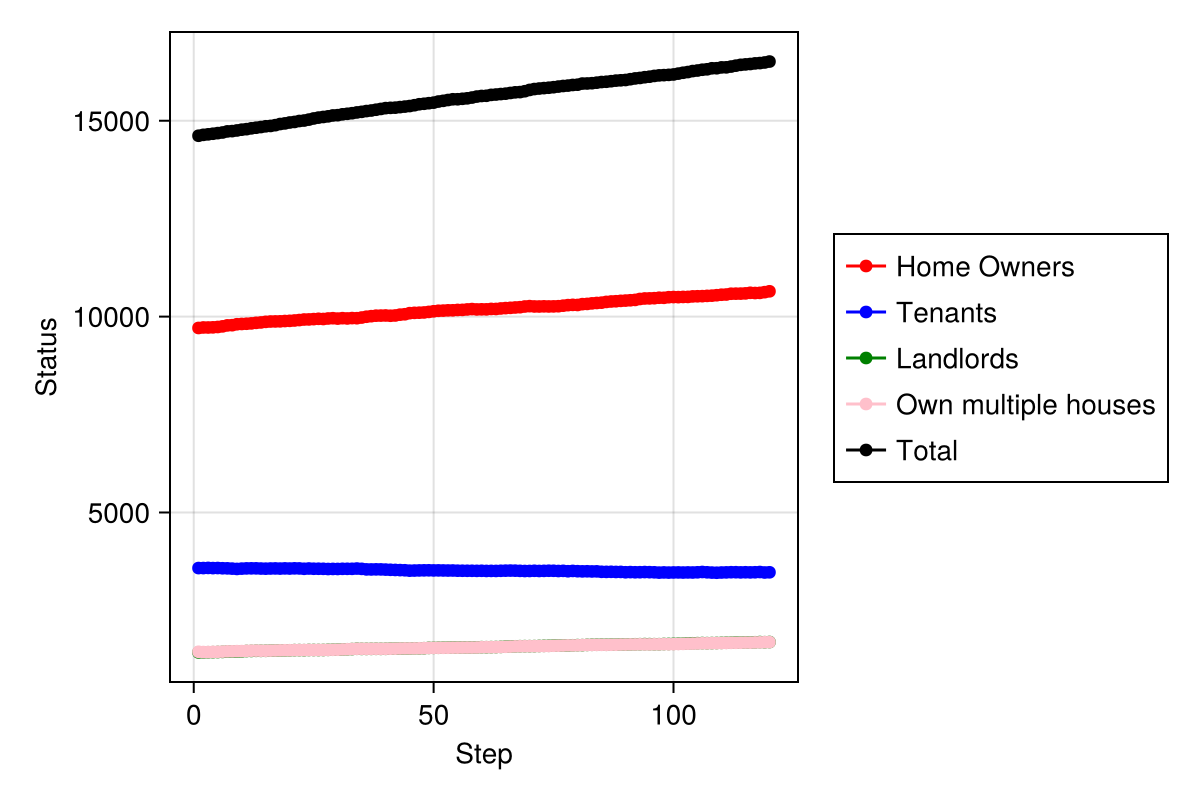 Status
15000
10000
5000
0
50
100
Step
Home Owners
Tenants
Landlords
Own multiple houses
Total